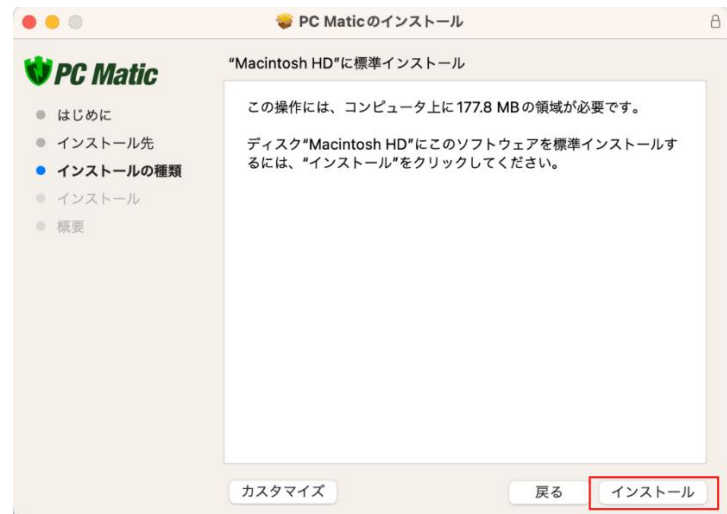 PC Maticのインストール
PC Matic
はじめに
インストール先
インストールの種類
インストール
概要
“Macintosh HD”に標準インストール
この操作には、コンピュータ上に177.8 MBの領域が必要です。
ディスク“Macintosh HD”にこのソフトウェアを標準インストールす
るには、“インストール”をクリックしてください。
カスタマイズ
戻る
インストール